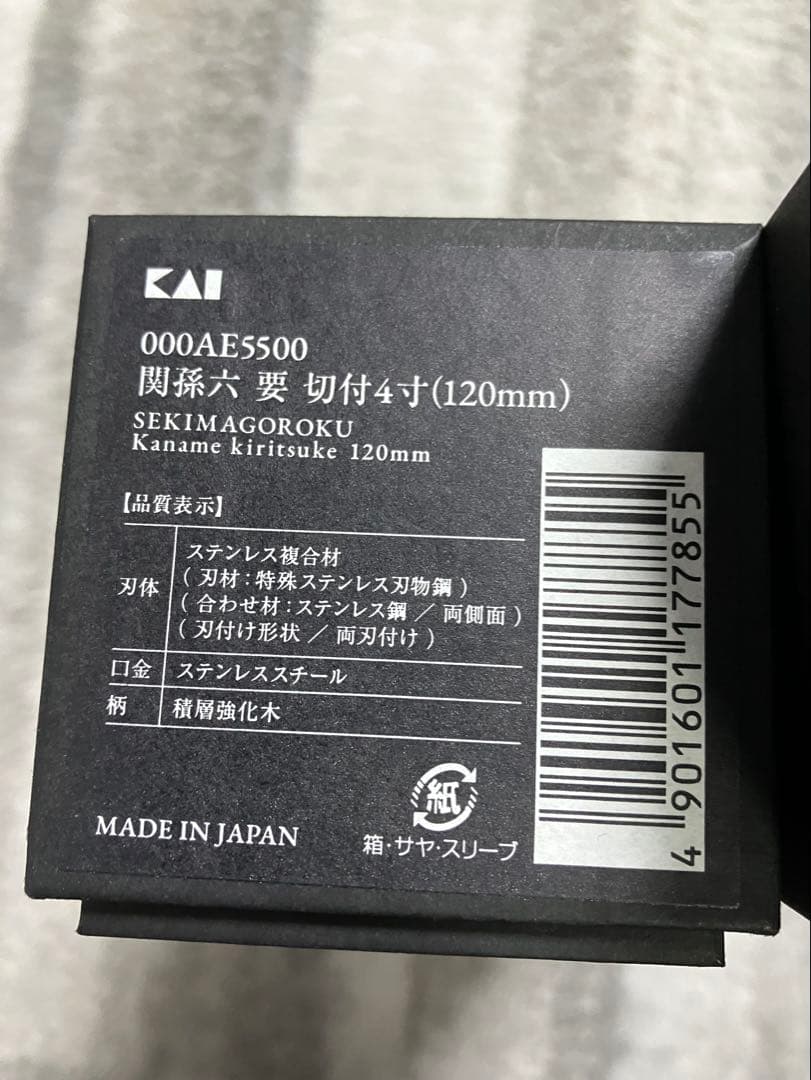 KAI
000AE5500
関孫六 要 切付4寸(120mm)
SEKIMAGOROKU
Kaname kiritsuke 120mm
【品質表示】
刃体
ステンレス複合材
( 刃材：特殊ステンレス刃物鋼 )
( 合わせ材：ステンレス鋼 ／ 両側面 )
( 刃付け形状 ／ 両刃付け )
口金 ステンレススチール
柄 積層強化木
MADE IN JAPAN
紙
箱・サヤ・スリーブ
4 901601 177855